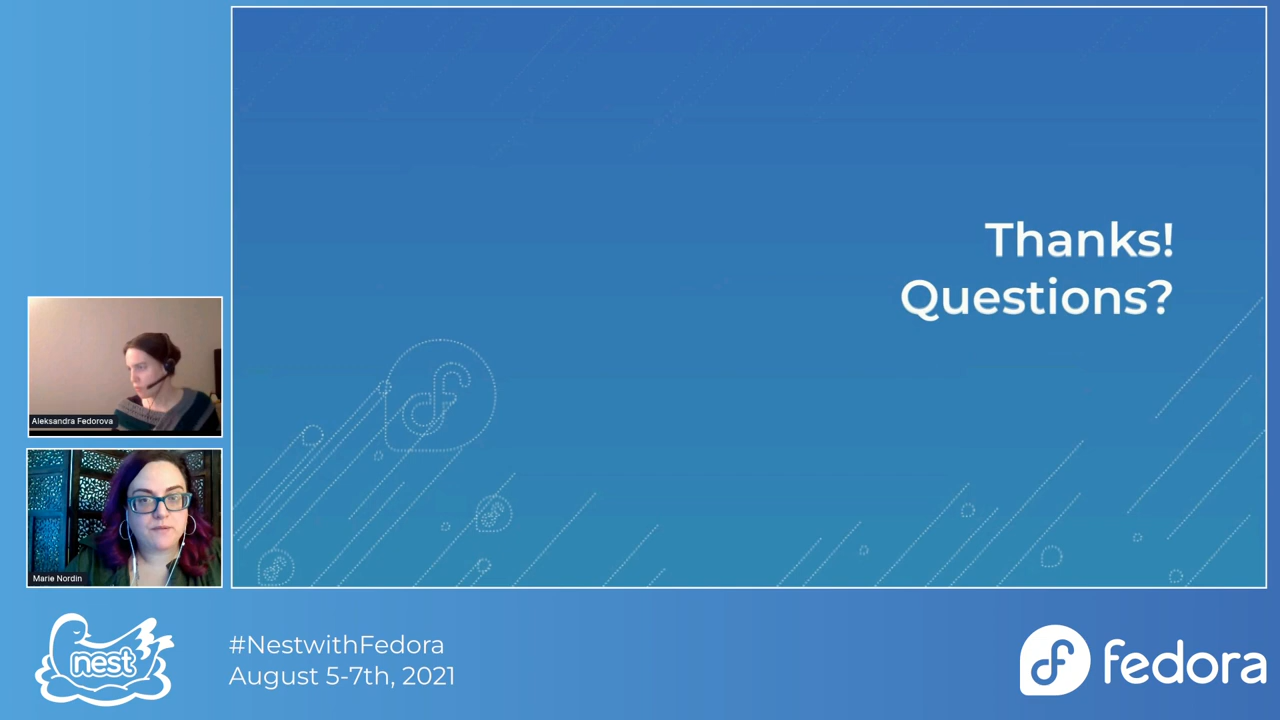 Thanks!
Questions?
Aleksandra Fedorova
Marie Nordin
nest
#NestwithFedora
August 5-7th, 2021
fedora